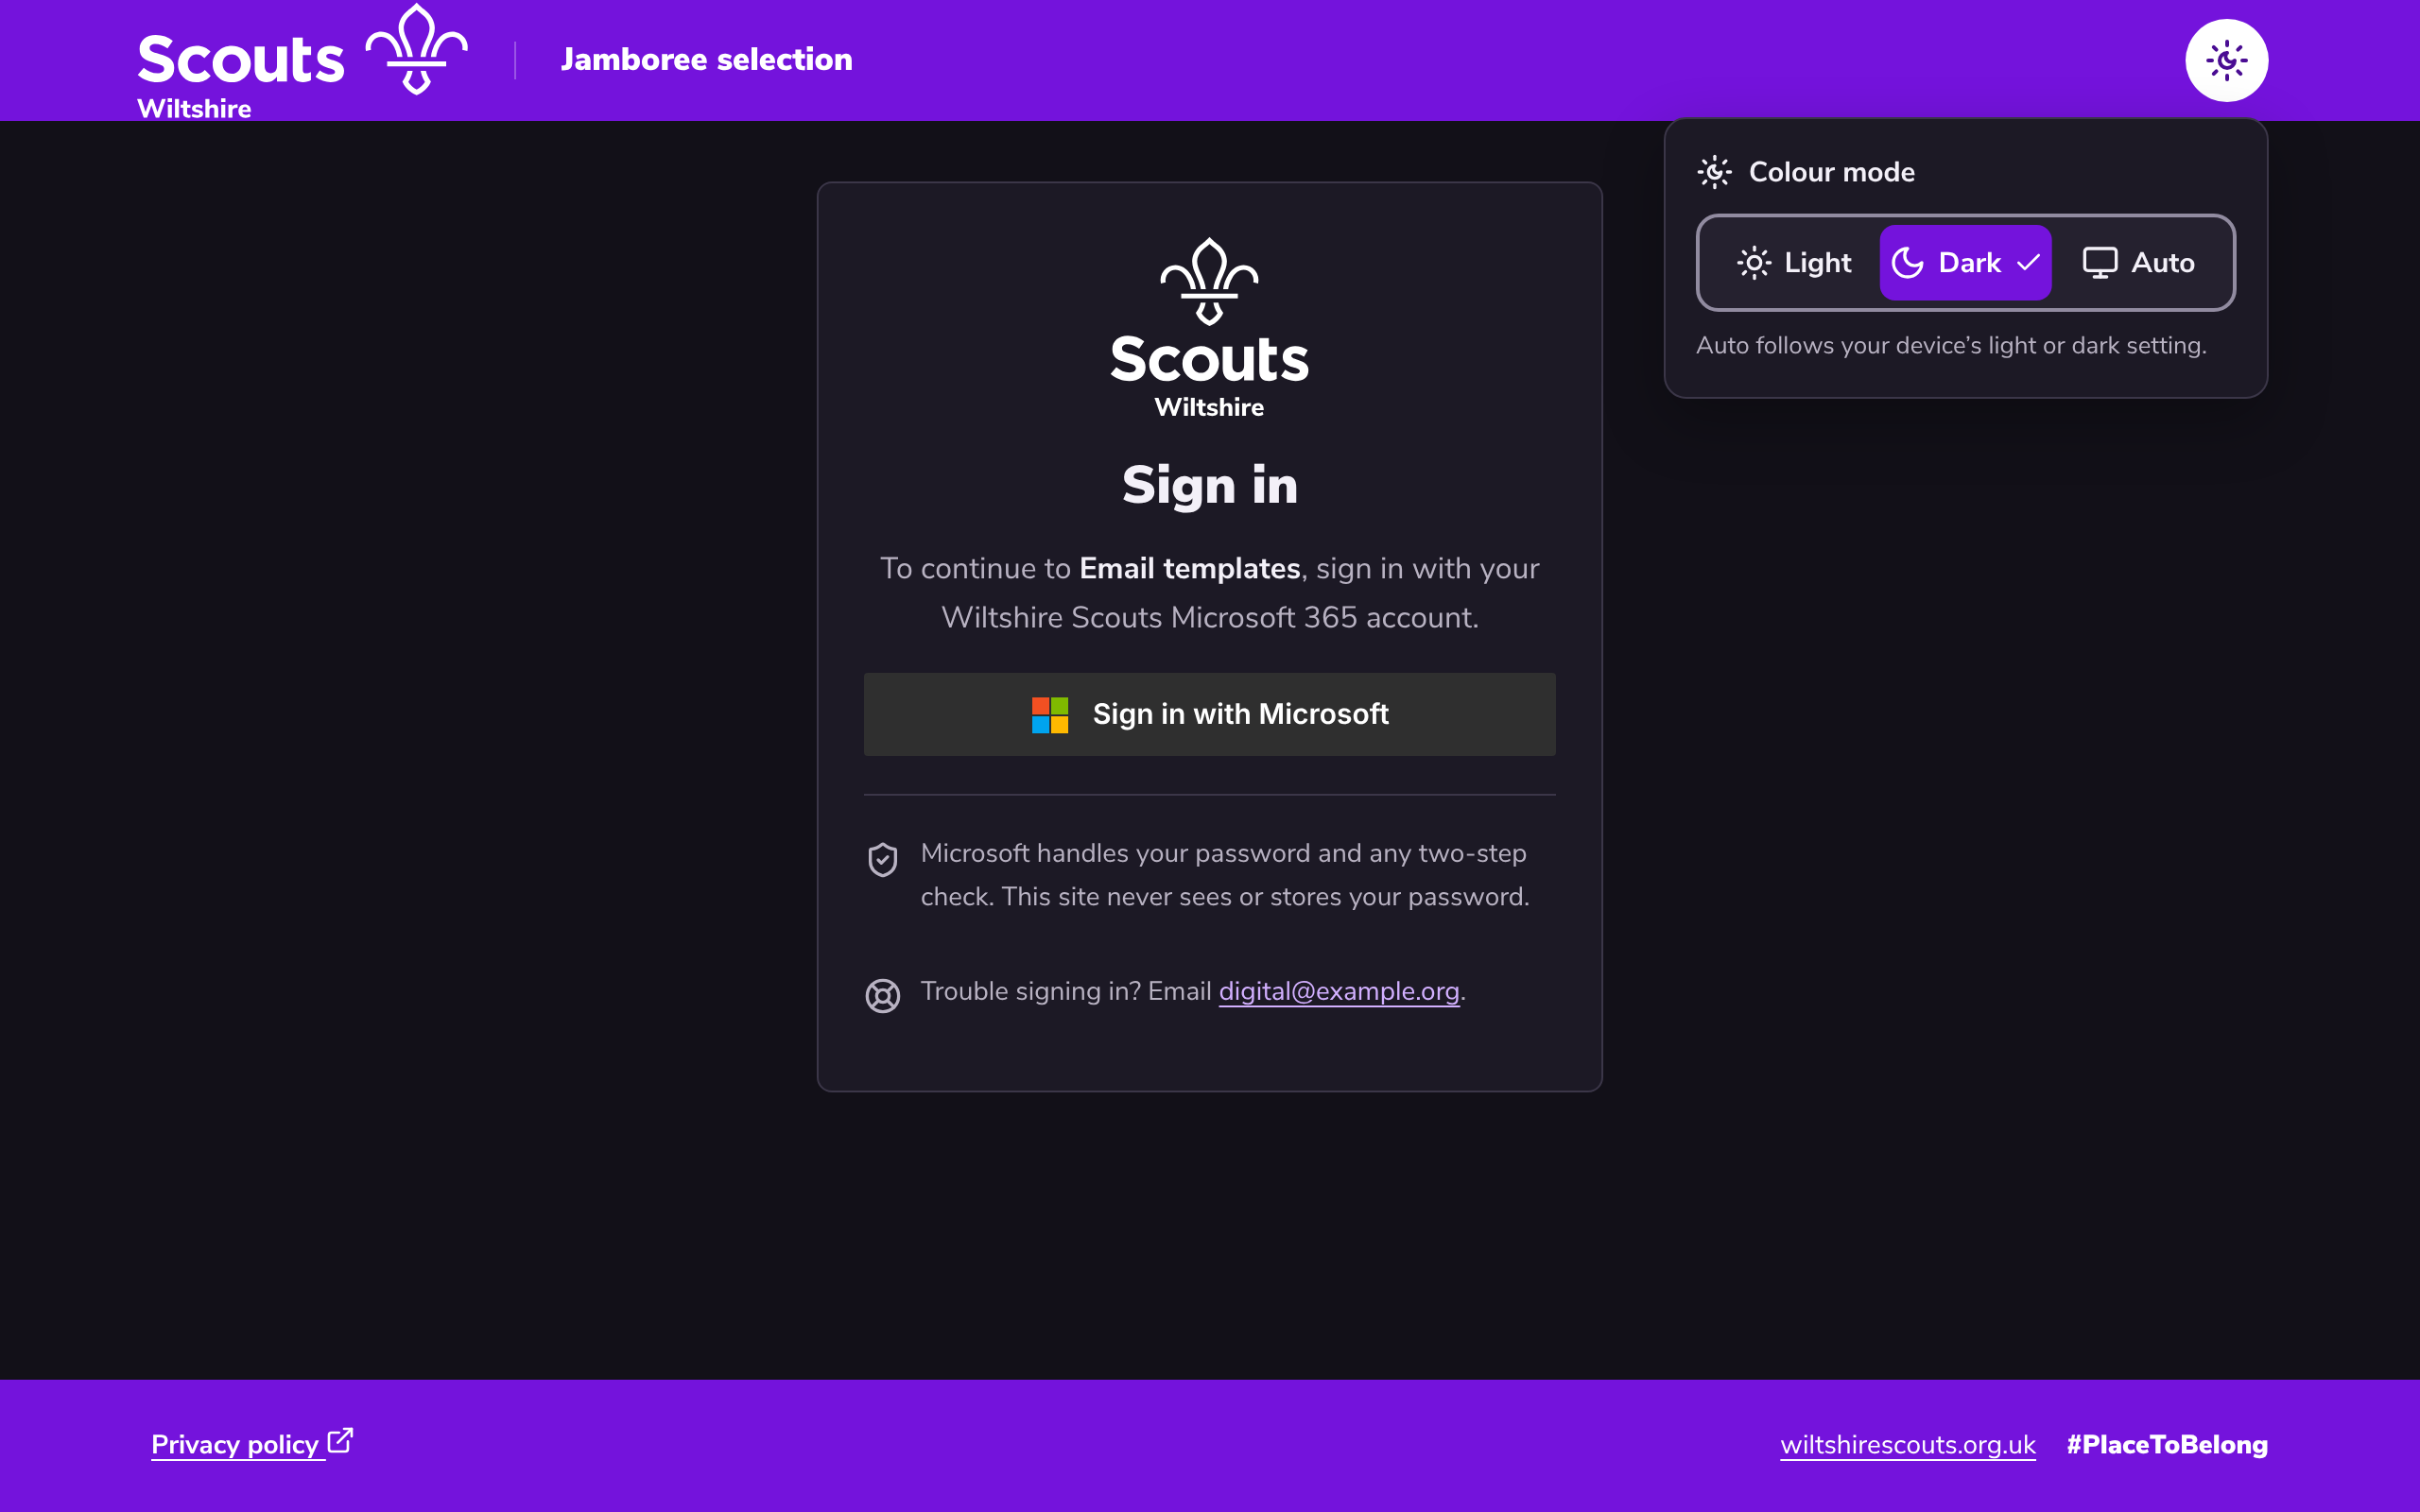 Scouts
Wiltshire
Jamboree selection
Colour mode
Light
Dark
Auto
Auto follows your device’s light or dark setting.
Scouts
Wiltshire
Sign in
To continue to Email templates, sign in with your
Wiltshire Scouts Microsoft 365 account.
Sign in with Microsoft
Microsoft handles your password and any two-step
check. This site never sees or stores your password.
Trouble signing in? Email digital@example.org.
Privacy policy
wiltshirescouts.org.uk
#PlaceToBelong